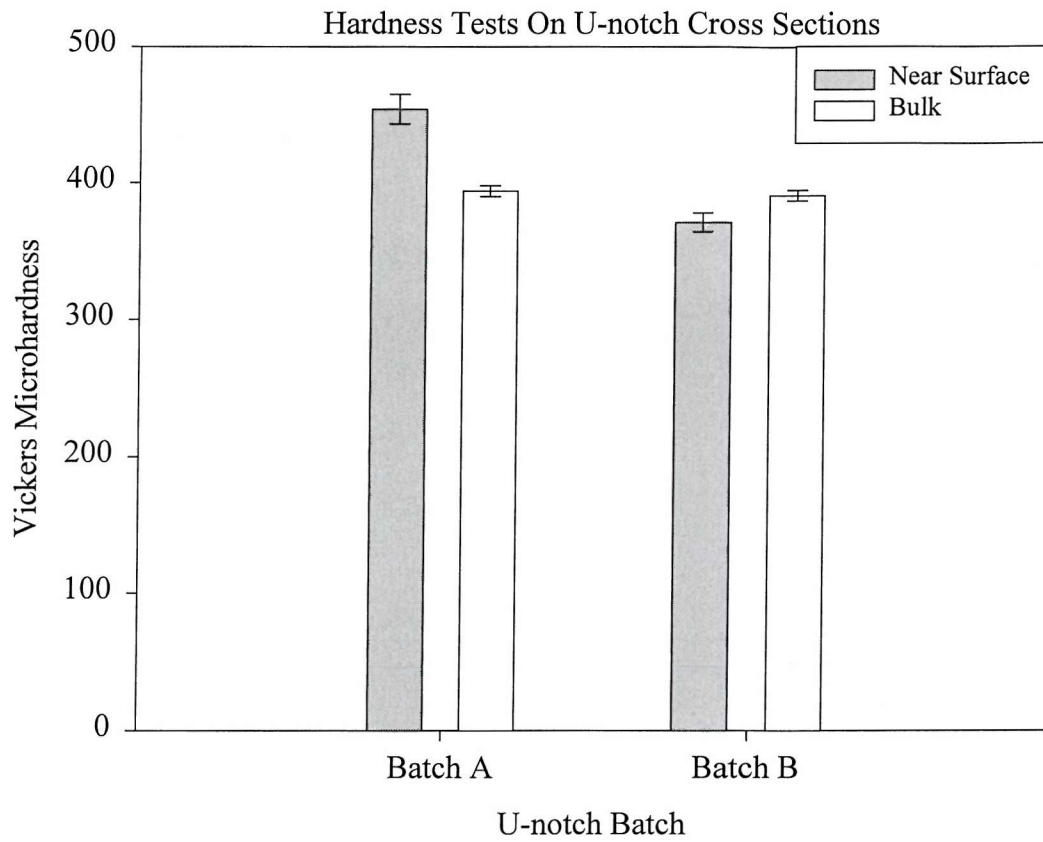 Hardness Tests On U-notch Cross Sections
Near Surface
Bulk
500
400
300
200
100
0
Vickers Microhardness
Batch A
Batch B
U-notch Batch